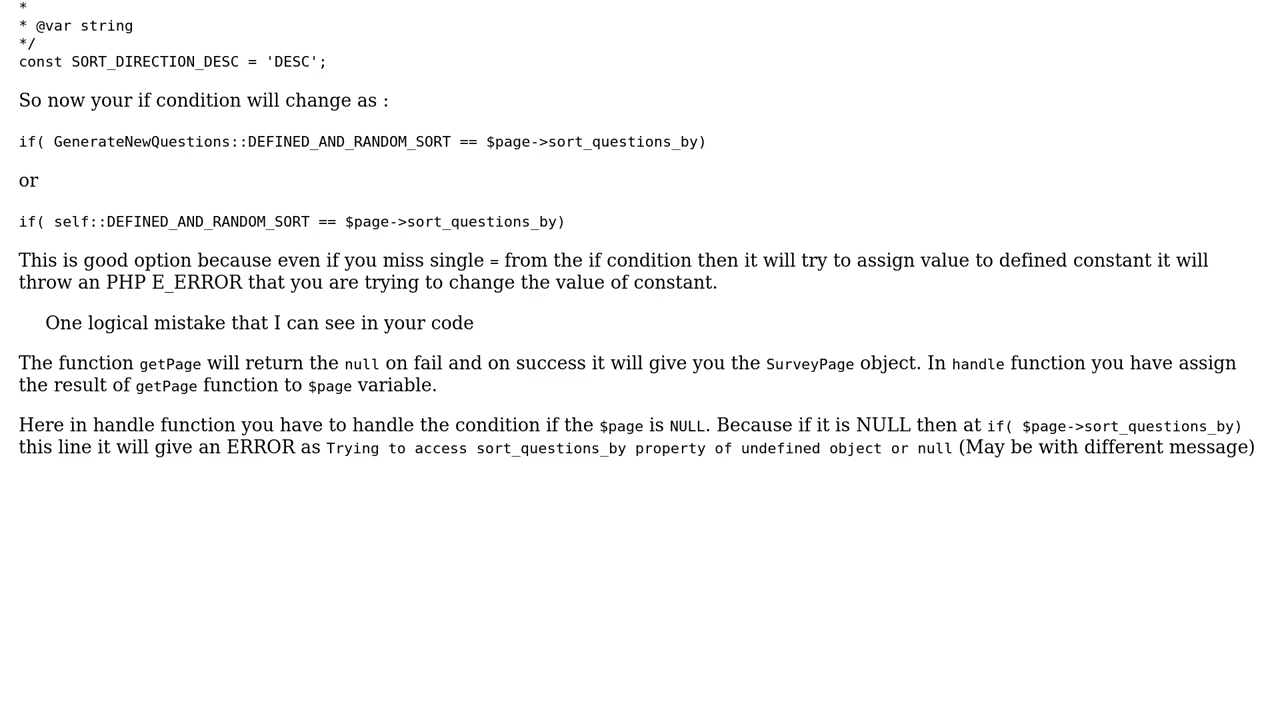 *
* @var string
*/
const SORT_DIRECTION_DESC = 'DESC';
So now your if condition will change as :
if( GenerateNewQuestions::DEFINED_AND_RANDOM_SORT == $page->sort_questions_by)
or
if( self::DEFINED_AND_RANDOM_SORT == $page->sort_questions_by)
This is good option because even if you miss single = from the if condition then it will try to assign value to defined constant it will
throw an PHP E_ERROR that you are trying to change the value of constant.
One logical mistake that I can see in your code
The function getPage will return the null on fail and on success it will give you the SurveyPage object. In handle function you have assign
the result of getPage function to $page variable.
Here in handle function you have to handle the condition if the $page is NULL. Because if it is NULL then at if( $page->sort_questions_by)
this line it will give an ERROR as Trying to access sort_questions_by property of undefined object or null (May be with different message)